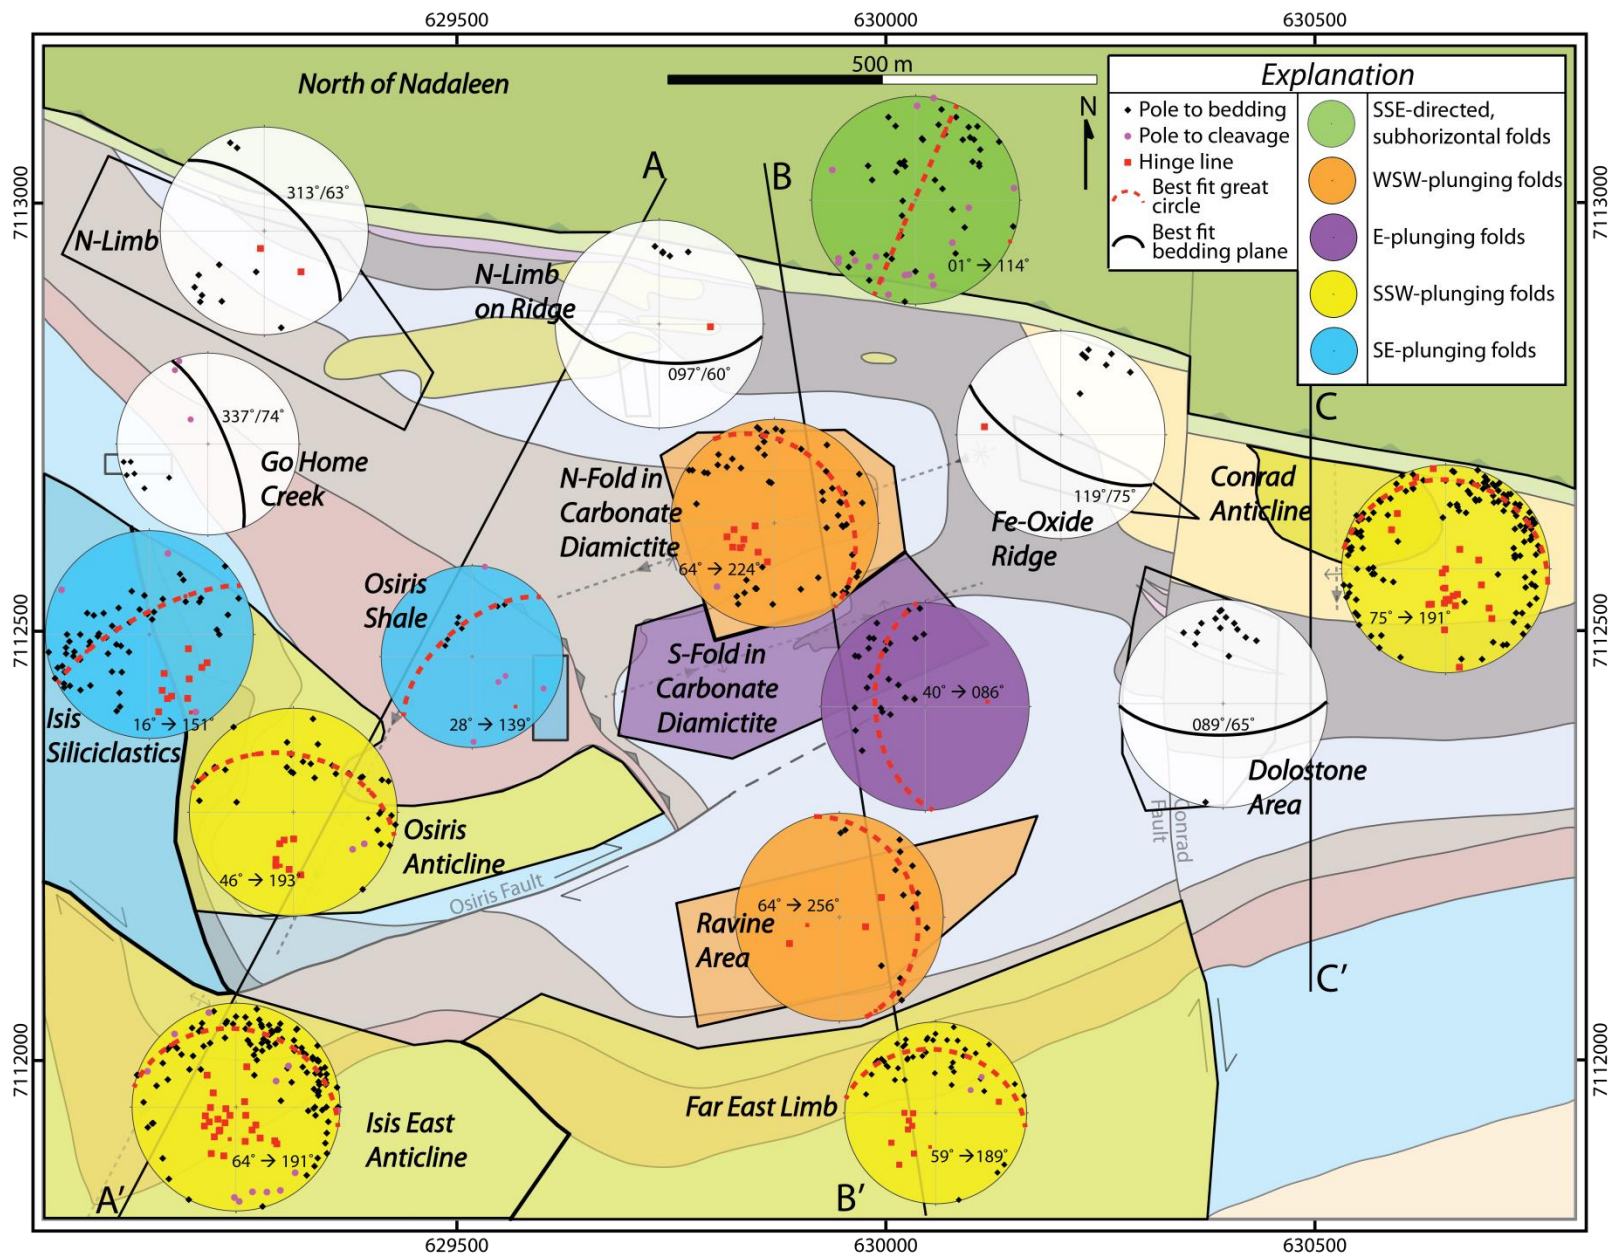 629500
630000
630500
500 m
North of Nadaleen
N
Explanation
Pole to bedding
Pole to cleavage
Hinge line
Best fit great
circle
Best fit
bedding plane
SSE-directed,
subhorizontal folds
WSW-plunging folds
E-plunging folds
SSW-plunging folds
SE-plunging folds
7113000
7113000
A
B
313°/63°
N-Limb
N-Limb
on Ridge
01° → 114°
097°/60°
337°/74°
Go Home
Creek
C
N-Fold in
Carbonate
Diamictite
64° → 224°
119°/75°
Fe-Oxide
Ridge
Conrad
Anticline
75° → 191°
7112500
7112500
Osiris
Shale
28° → 139°
Isis
Siliciclastics
16° → 151°
S-Fold in
Carbonate
Diamictite
40° → 086°
089°/65°
Dolostone
Area
Conrad
Fault
Osiris
Anticline
46° → 193°
Osiris Fault
64° → 256°
Ravine
Area
C'
7112000
7112000
Isis East
Anticline
64° → 191°
Far East Limb
59° → 189°
A'
B'
629500
630000
630500